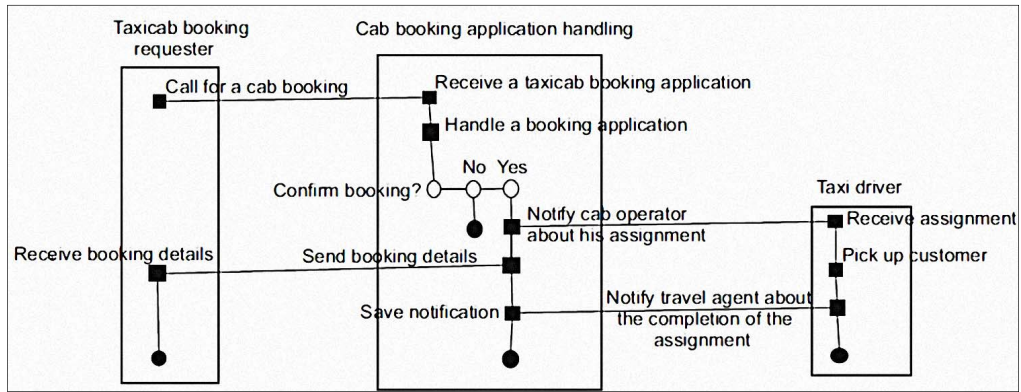 Taxicab booking
requester
Cab booking application handling
Call for a cab booking
Receive a taxicab booking application
Handle a booking application
No Yes
Confirm booking?
Taxi driver
Notify cab operator
about his assignment
Receive assignment
Receive booking details
Send booking details
Pick up customer
Save notification
Notify travel agent about
the completion of the
assignment